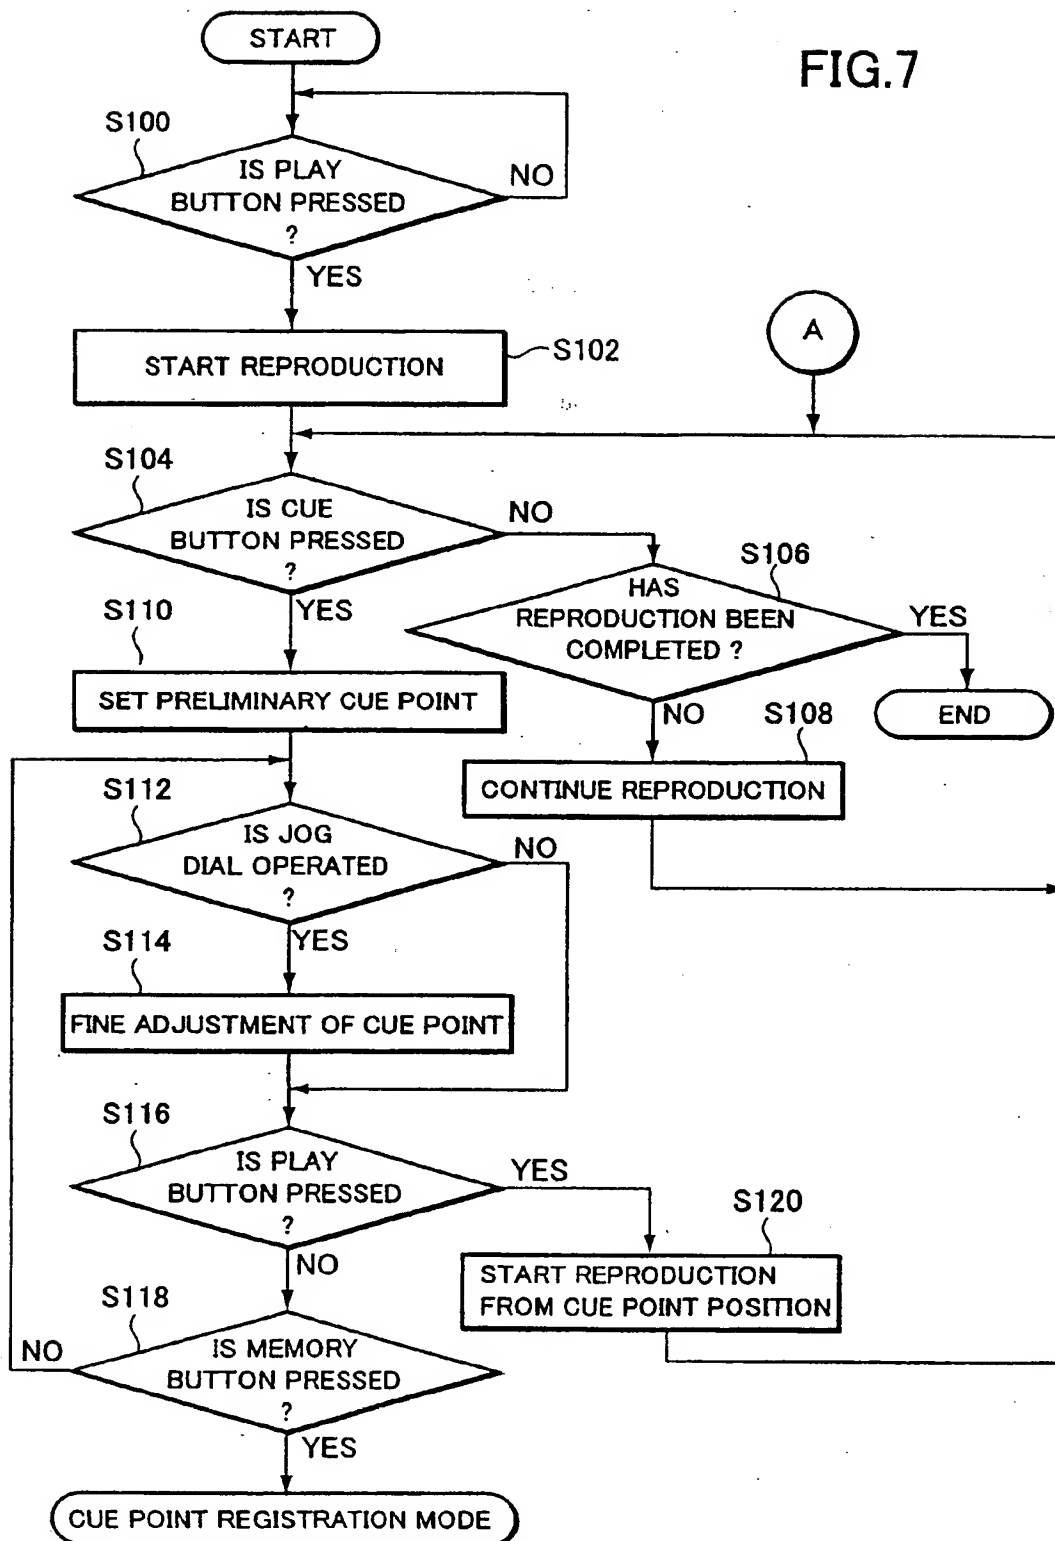 START
FIG.7
S100
IS PLAY
BUTTON PRESSED
?
NO
YES
START REPRODUCTION
S102
A
S104
IS CUE
BUTTON PRESSED
?
NO
YES
S106
HAS
REPRODUCTION BEEN
COMPLETED ?
YES
NO
END
S110
SET PRELIMINARY CUE POINT
S108
CONTINUE REPRODUCTION
S112
IS JOG
DIAL OPERATED
?
NO
YES
S114
FINE ADJUSTMENT OF CUE POINT
S116
IS PLAY
BUTTON PRESSED
?
YES
NO
S120
START REPRODUCTION
FROM CUE POINT POSITION
S118
IS MEMORY
BUTTON PRESSED
?
NO
YES
CUE POINT REGISTRATION MODE